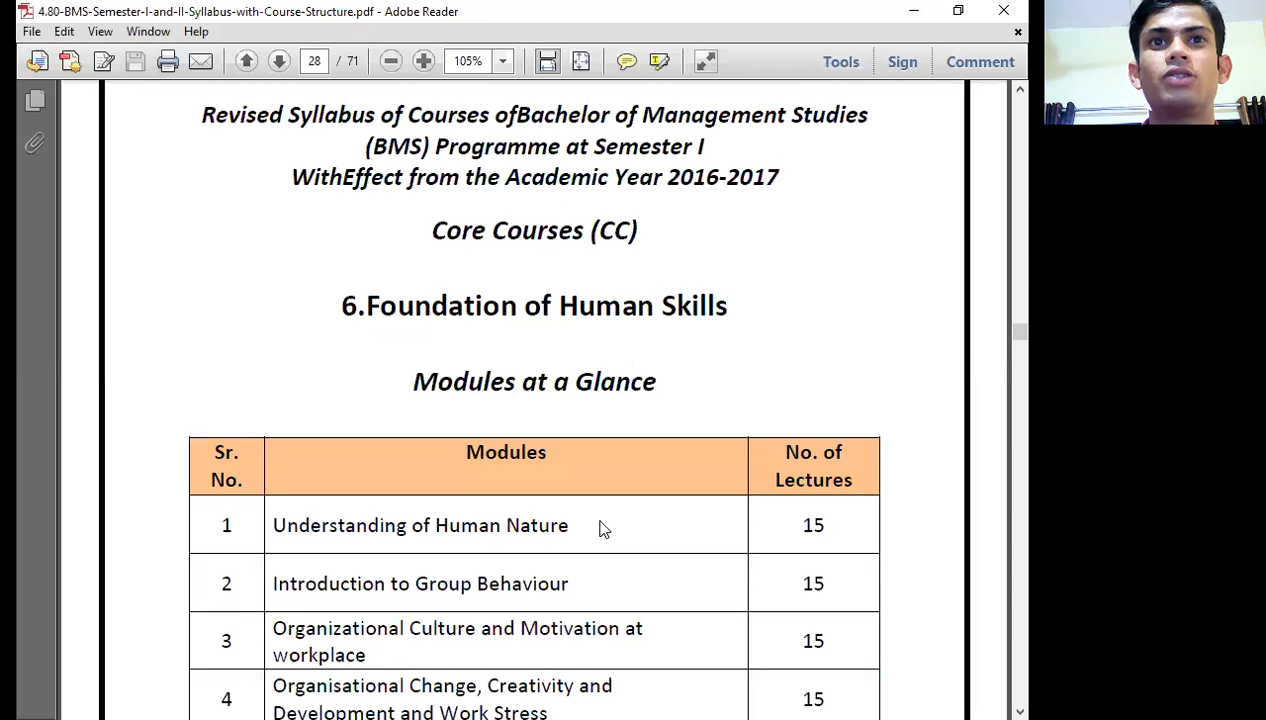 4.80-BMS-Semester-I-and-II-Syllabus-with-Course-Structure.pdf - Adobe Reader
File Edit View Window Help
28 / 71 105% Tools Sign Comment
Revised Syllabus of Courses ofBachelor of Management Studies
(BMS) Programme at Semester I
WithEffect from the Academic Year 2016-2017
Core Courses (CC)
6.Foundation of Human Skills
Modules at a Glance
Sr. No. Modules No. of Lectures
1 Understanding of Human Nature 15
2 Introduction to Group Behaviour 15
3 Organizational Culture and Motivation at workplace 15
4 Organisational Change, Creativity and Development and Work Stress 15